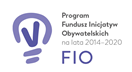 Program
Fundusz Inicjatyw
Obywatelskich
na lata 2014-2020
FIO